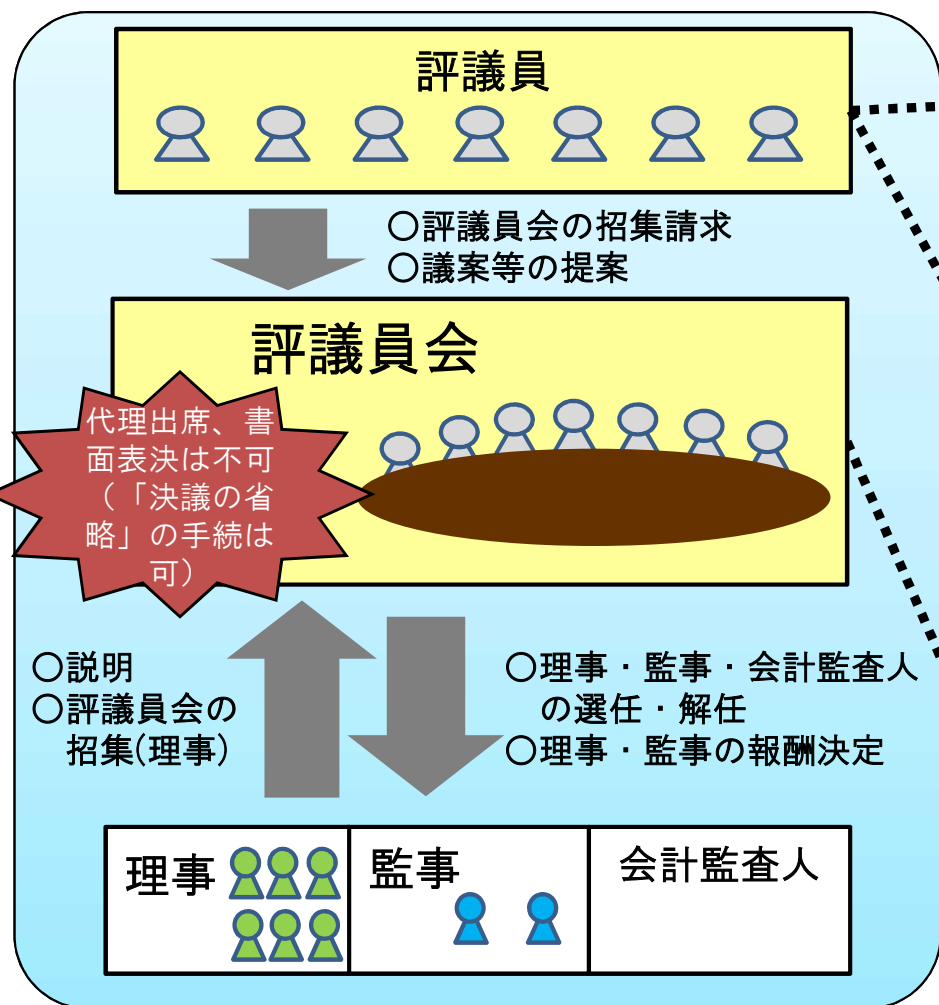 評議員
○評議員会の招集請求
○議案等の提案
評議員会
代理出席、書
面表決は不可
（「決議の省
略」の手続は
可）
○説明
○評議員会の
招集(理事)
○理事・監事・会計監査人
の選任・解任
○理事・監事の報酬決定
理事
監事
会計監査人